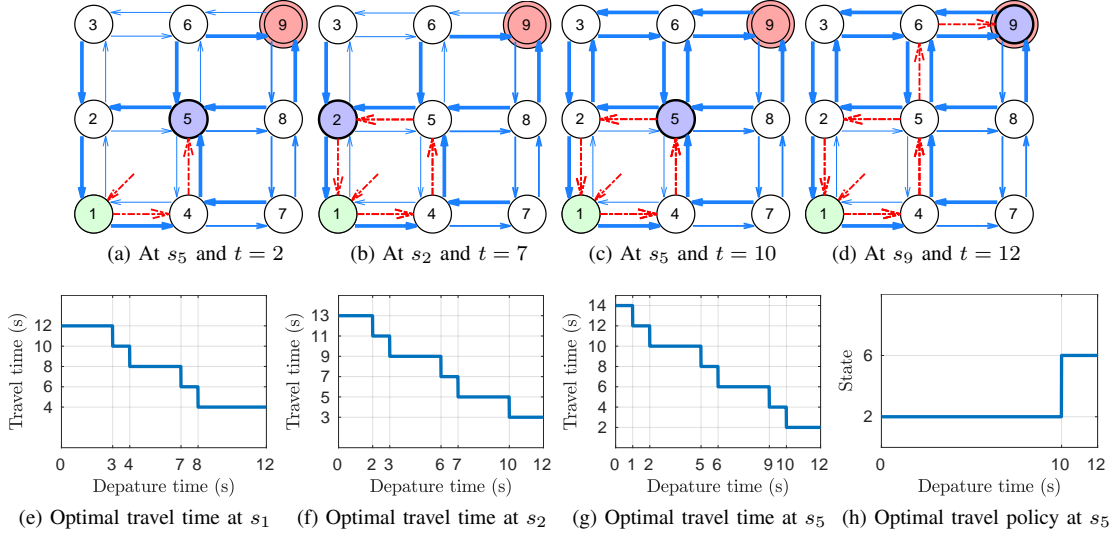 3 6 9 3 6 9 3 6 9 3 6 9
2 5 8 2 5 8 2 5 8 2 5 8
1 4 7 1 4 7 1 4 7 1 4 7
(a) At s5 and t = 2
(b) At s2 and t = 7
(c) At s5 and t = 10
(d) At s9 and t = 12
Travel time (s)
12
10
8
6
4
0 3 4 7 8 12
Depature time (s)
(e) Optimal travel time at s1
Travel time (s)
13
11
9
7
5
3
0 2 3 6 7 10 12
Depature time (s)
(f) Optimal travel time at s2
Travel time (s)
14
12
10
8
6
4
2
0 1 2 5 6 9 10 12
Depature time (s)
(g) Optimal travel time at s5
State
6
2
0 10 12
Depature time (s)
(h) Optimal travel policy at s5